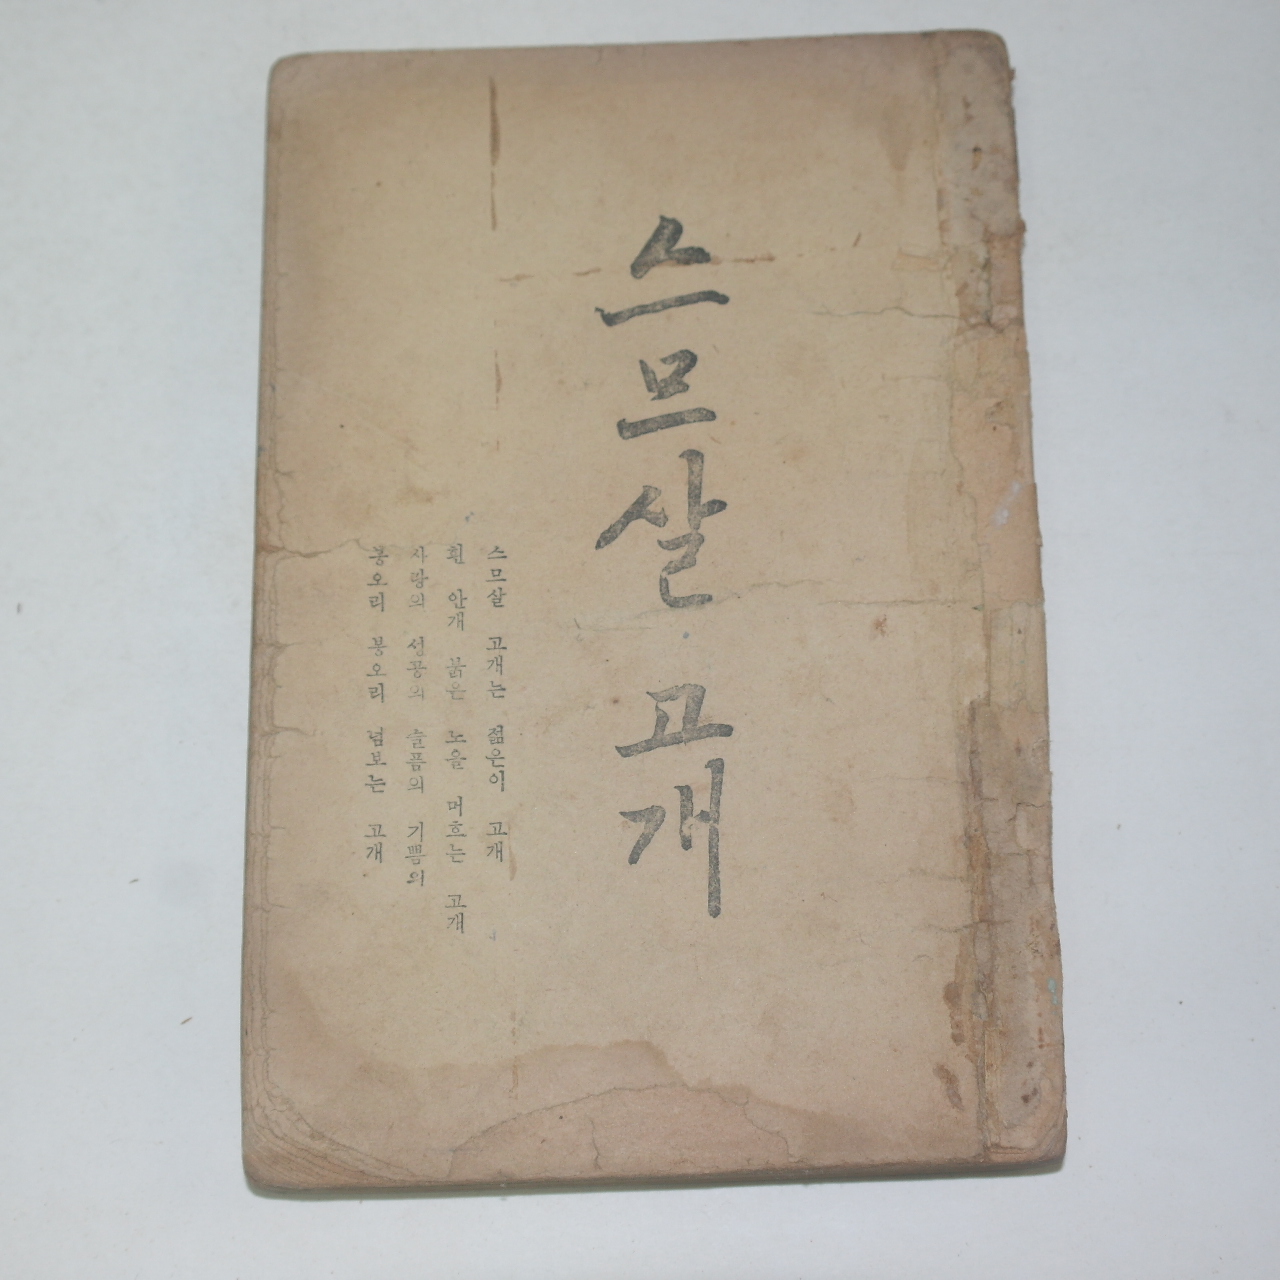 스므살 고개
스므살 고개는 젊은이 고개
흰 안개 붉은 노을 머흐는 고개
사랑의 성공의 슬픔의 기쁨의
봉오리 봉오리 넘보는 고개